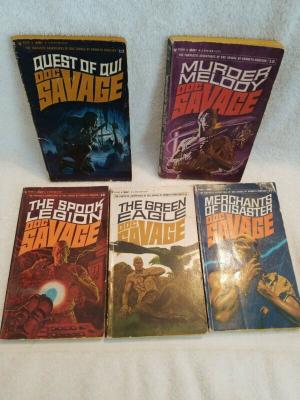 QUEST OF QUI
DOC
SAVAGE
MURDER
MELODY
DOC
SAVAGE
THE SPOOK
LEGION
DOC
SAVAGE
THE GREEN
EAGLE
DOC
SAVAGE
MERCHANTS
OF DISASTER
DOC
SAVAGE